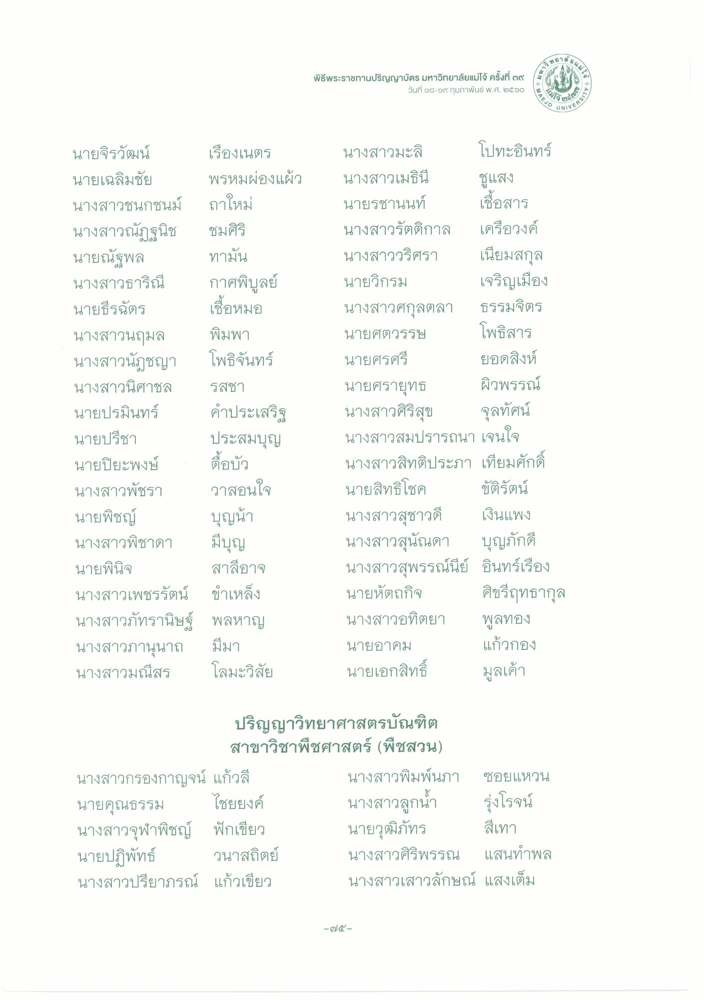 พิธีพระราชทานปริญญาบัตร มหาวิทยาลัยแม่โจ้ ครั้งที่ ๓๙
วันที่ ๑๘-๑๙ กุมภาพันธ์ พ.ศ. ๒๕๖๐
มหาวิทยาลัยแม่โจ้
แม่โจ้ ๒๔๗๗
MAEJO UNIVERSITY
นายจิรวัฒน์ เรืองเนตร นางสาวมะลิ โปทะอินทร์
นายเฉลิมชัย พรหมผ่องแผ้ว นางสาวเมธินี ชูแสง
นางสาวชนกชนม์ ถาใหม่ นายรชานนท์ เชื้อสาร
นางสาวณัฏฐนิช ชมศิริ นางสาวรัตติกาล เครือวงค์
นายณัฐพล ทามัน นางสาววริศรา เนียมสกุล
นางสาวธาริณี กาศพิบูลย์ นายวิกรม เจริญเมือง
นายธีรฉัตร เชื้อหมอ นางสาวศกุลตลา ธรรมจิตร
นางสาวนฤมล พิมพา นายศตวรรษ โพธิสาร
นางสาวนัฎชญา โพธิจันทร์ นายศรศรี ยอดสิงห์
นางสาวนิศาชล รสชา นายศรายุทธ ผิวพรรณ์
นายปรมินทร์ คำประเสริฐ นางสาวศิริสุข จุลทัศน์
นายปรีชา ประสมบุญ นางสาวสมปรารถนา เจนใจ
นายปิยะพงษ์ ตื้อบัว นางสาวสิทติประภา เทียมศักดิ์
นางสาวพัชรา วาสอนใจ นายสิทธิโชค ขัติรัตน์
นายพิชญ์ บุญน้า นางสาวสุชาวดี เงินแพง
นางสาวพิชาดา มีบุญ นางสาวสุนัณดา บุญภักดี
นายพินิจ สาลีอาจ นางสาวสุพรรณ์นีย์ อินทร์เรือง
นางสาวเพชรรัตน์ ขำเหล็ง นายหัตถกิจ ศิขรีฤทธากุล
นางสาวภัทรานิษฐ์ พลหาญ นางสาวอทิตยา พูลทอง
นางสาวภานุนาถ มีมา นายอาคม แก้วกอง
นางสาวมณีสร โลมะวิสัย นายเอกสิทธิ์ มูลเค้า
ปริญญาวิทยาศาสตรบัณฑิต
สาขาวิชาพืชศาสตร์ (พืชสวน)
นางสาวกรองกาญจน์ แก้วลี นางสาวพิมพ์นภา ซอยแหวน
นายคุณธรรม ไชยยงค์ นางสาวลูกน้ำ รุ่งโรจน์
นางสาวจุฬาพิชญ์ ฟักเขียว นายวุฒิภัทร สีเทา
นายปฏิพัทธ์ วนาสถิตย์ นางสาวศิริพรรณ แสนทำพล
นางสาวปรียาภรณ์ แก้วเขียว นางสาวเสาวลักษณ์ แสงเต็ม
-๗๕-